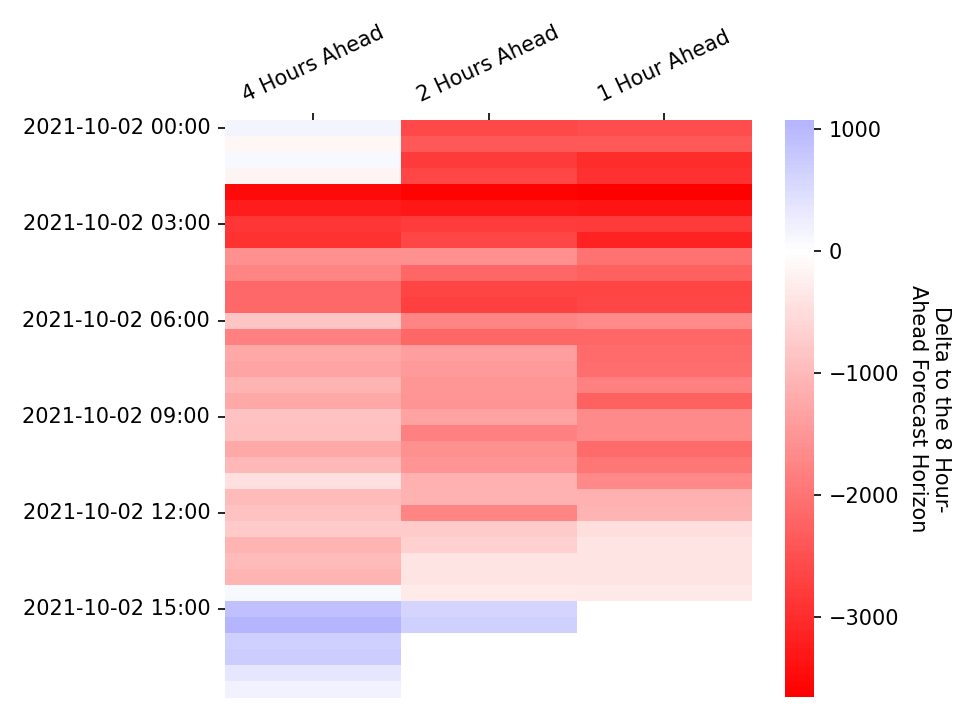 4 Hours Ahead
2 Hours Ahead
1 Hour Ahead
2021-10-02 00:00
2021-10-02 03:00
2021-10-02 06:00
2021-10-02 09:00
2021-10-02 12:00
2021-10-02 15:00
1000
0
−1000
−2000
−3000
Delta to the 8 Hour-
Ahead Forecast Horizon